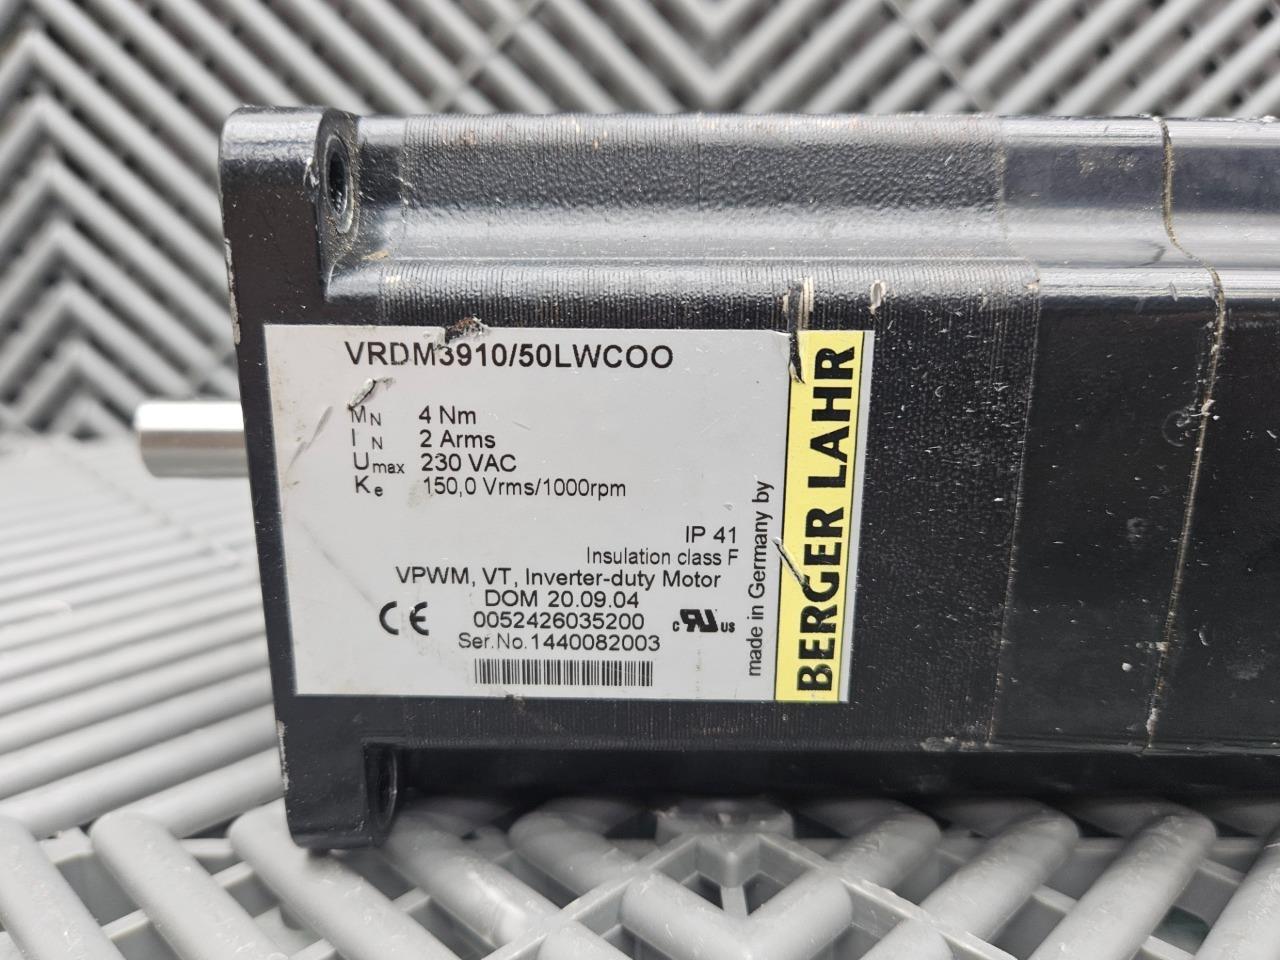 VRDM3910/50LWCOO
MN 4 Nm
IN 2 Arms
Umax 230 VAC
Ke 150,0 Vrms/1000rpm
IP 41
Insulation class F
VPWM, VT, Inverter-duty Motor
DOM 20.09.04
0052426035200
Ser.No.1440082003
CE
c RU us
made in Germany by
BERGER LAHR